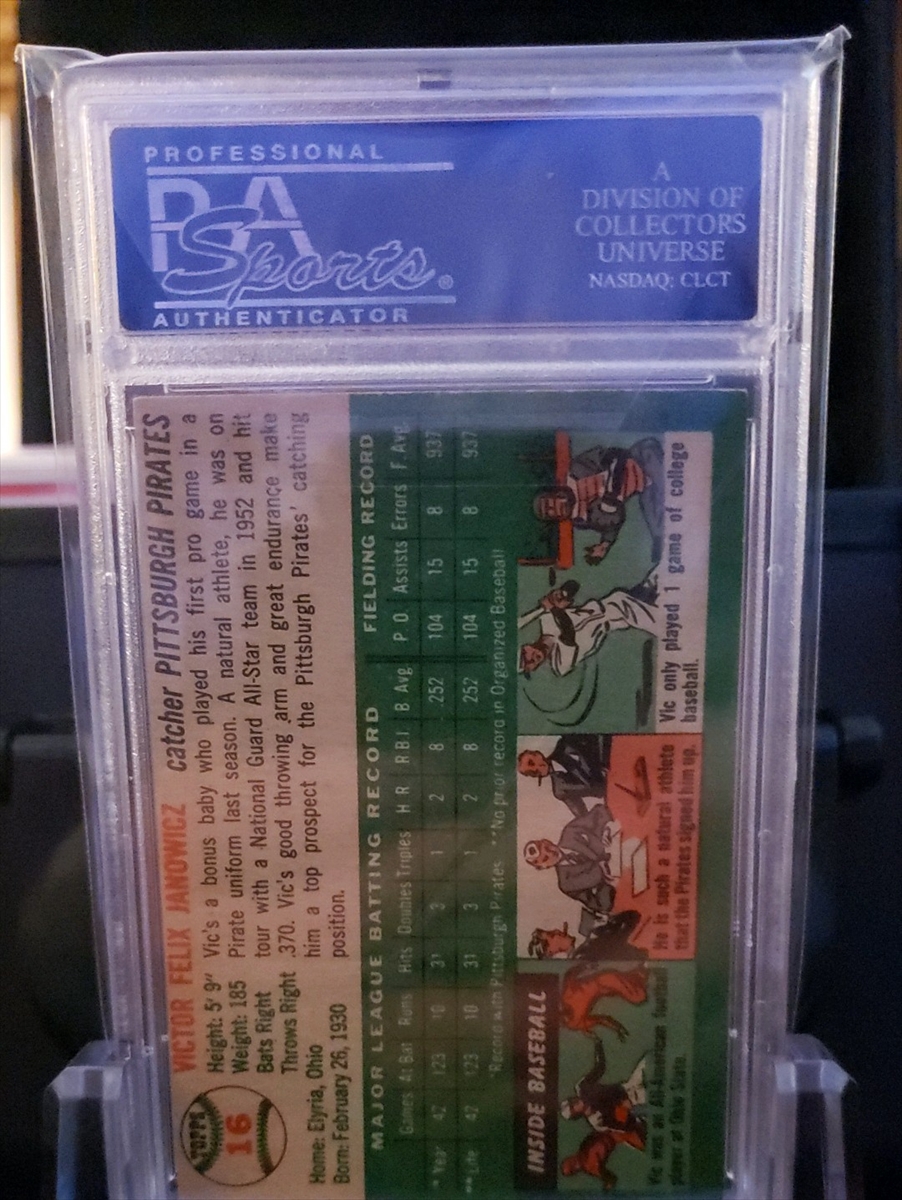 PROFESSIONAL
PSA
Sports®
AUTHENTICATOR
A
DIVISION OF
COLLECTORS
UNIVERSE
NASDAQ: CLCT
TOPPS
16
VICTOR FELIX JANOWICZ catcher PITTSBURGH PIRATES
Height: 5' 9"
Weight: 185
Bats Right
Throws Right
Home: Elyria, Ohio
Born: February 26, 1930
Vic's a bonus baby who played his first pro game in a
Pirate uniform last season. A natural athlete, he was on
tour with a National Guard All-Star team in 1952 and hit
.370. Vic's good throwing arm and great endurance make
him a top prospect for the Pittsburgh Pirates' catching
position.
MAJOR LEAGUE BATTING RECORD FIELDING RECORD
Games At Bat Runs Hits Doubles Triples H R R B I B Avg P O Assists Errors F Avg
* Year 42 123 10 31 3 1 2 8 .252 104 15 8 .937
**Life 42 123 10 31 3 1 2 8 .252 104 15 8 .937
*Record with Pittsburgh Pirates **No prior record in Organized Baseball
INSIDE BASEBALL
Vic was an All-American football
player at Ohio State.
He is such a natural athlete
that the Pirates signed him up.
Vic only played 1 game of college
baseball.